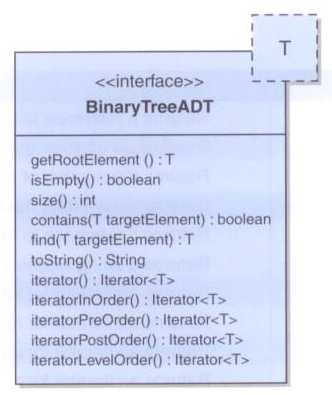 T
<<interface>>
BinaryTreeADT
getRootElement () : T
isEmpty() : boolean
size() : int
contains(T targetElement) : boolean
find(T targetElement) : T
toString() : String
iterator() : Iterator<T>
iteratorInOrder() : Iterator<T>
iteratorPreOrder() : Iterator<T>
iteratorPostOrder() : Iterator<T>
iteratorLevelOrder() : Iterator<T>